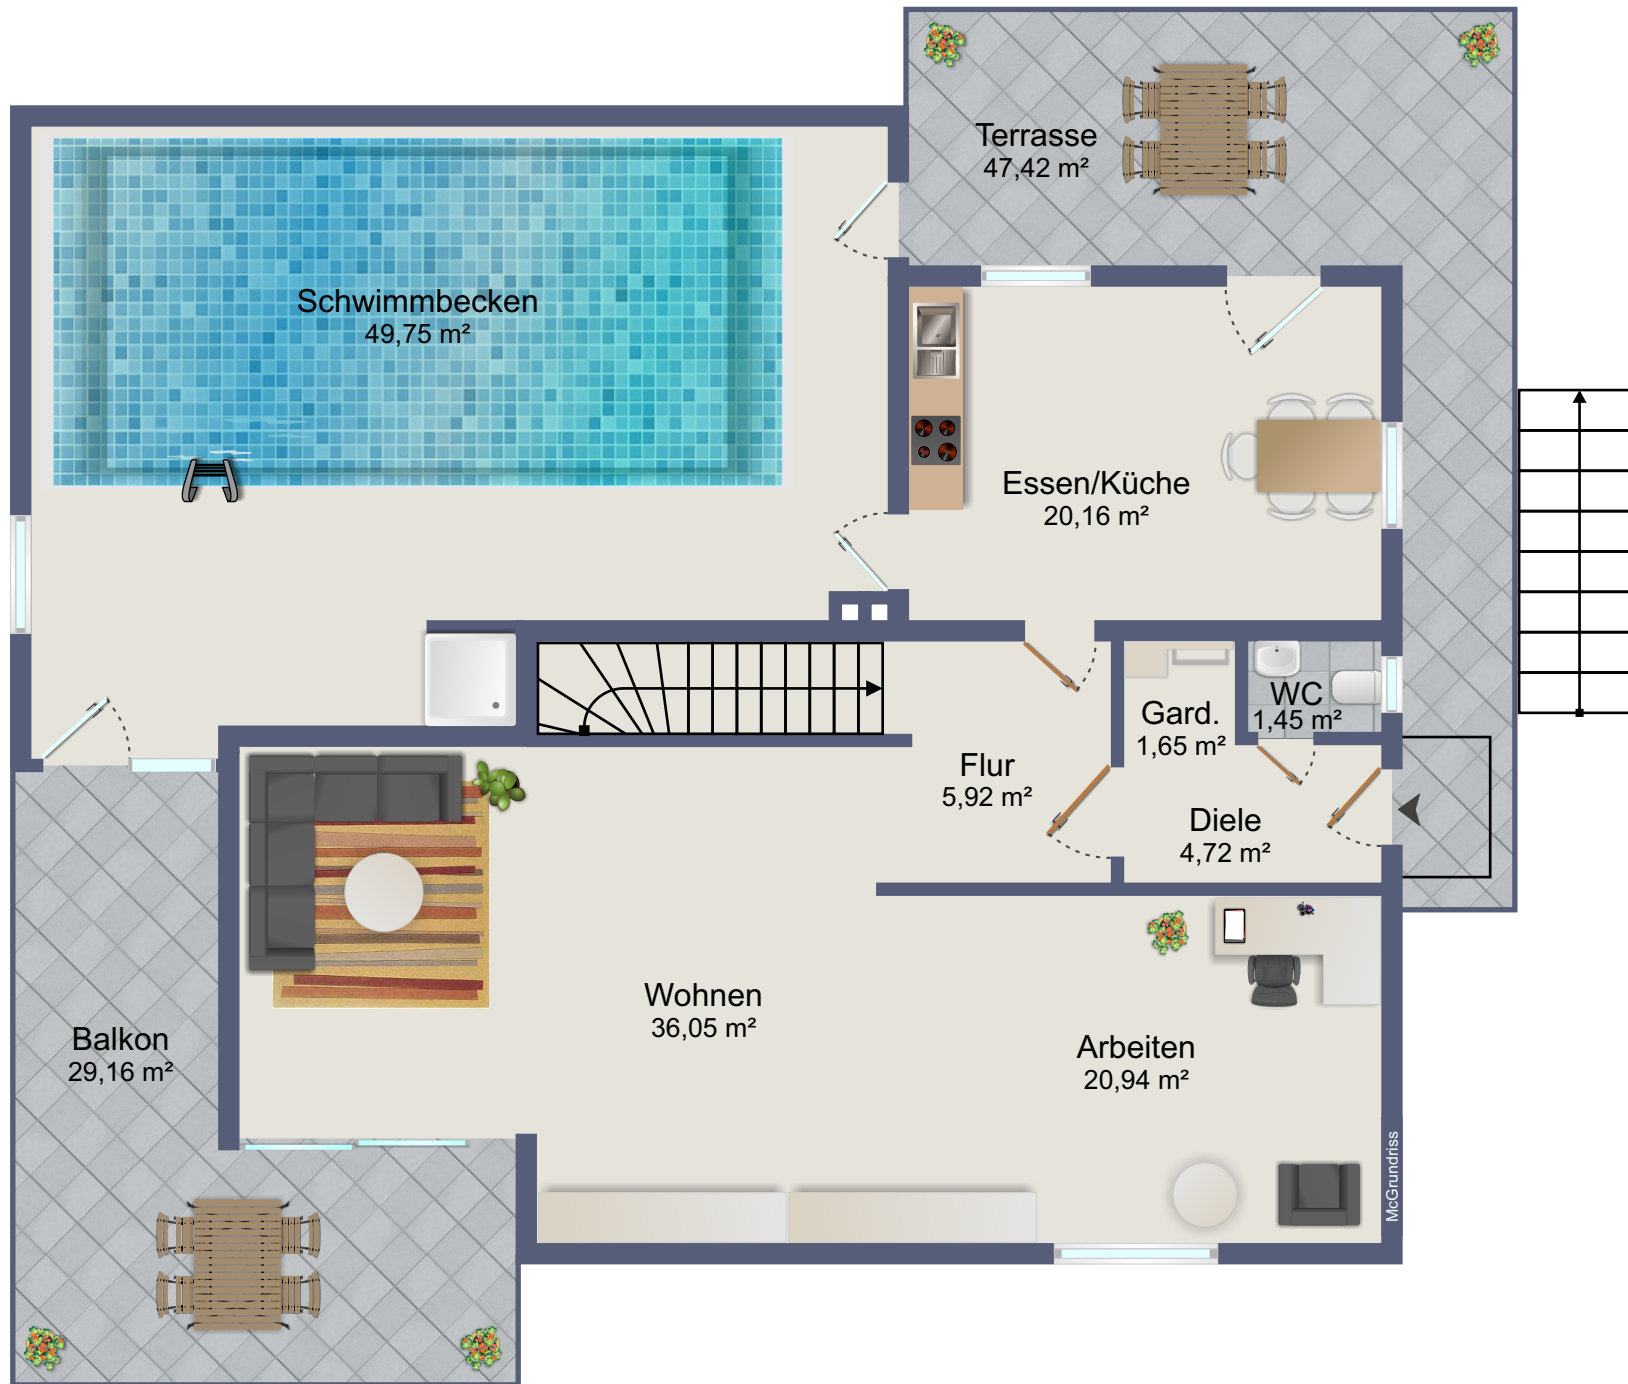 Terrasse
47,42 m²
Schwimmbecken
49,75 m²
Essen/Küche
20,16 m²
WC
1,45 m²
Gard.
1,65 m²
Flur
5,92 m²
Diele
4,72 m²
Wohnen
36,05 m²
Balkon
29,16 m²
Arbeiten
20,94 m²
McGrundriss